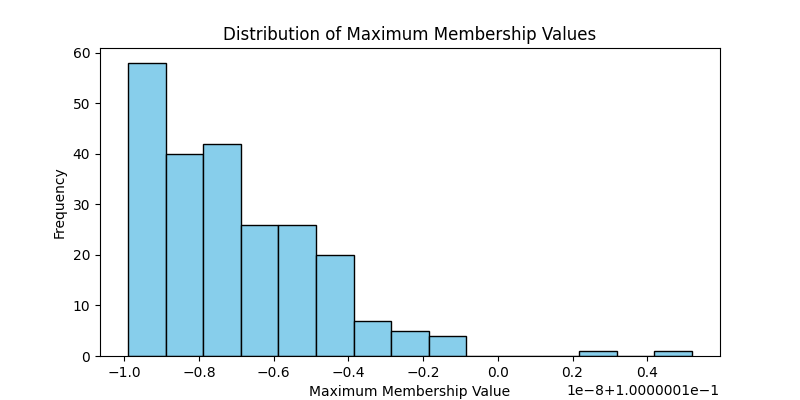 Distribution of Maximum Membership Values
Frequency
60
50
40
30
20
10
0
−1.0 −0.8 −0.6 −0.4 −0.2 0.0 0.2 0.4
Maximum Membership Value
1e−8+1.0000001e−1